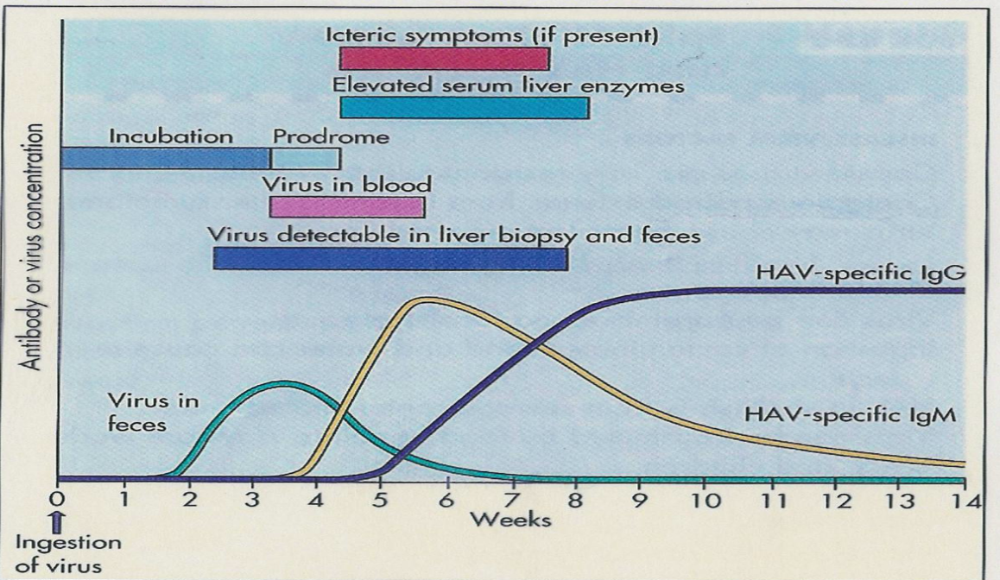 Icteric symptoms (if present)
Elevated serum liver enzymes
Incubation
Prodrome
Virus in blood
Virus detectable in liver biopsy and feces
HAV-specific IgG
Antibody or virus concentration
Virus in
feces
HAV-specific IgM
0 1 2 3 4 5 6 7 8 9 10 11 12 13 14
Weeks
Ingestion
of virus